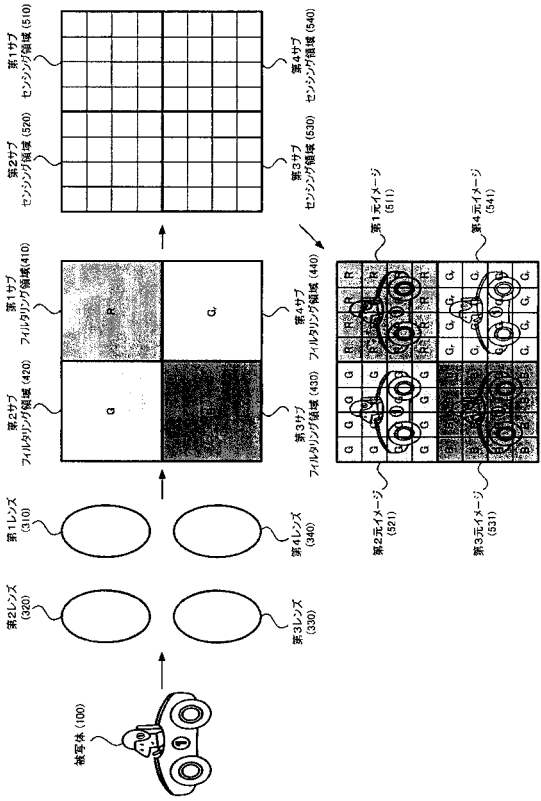 被写体(100)
第2レンズ
(320)
第1レンズ
(310)
第3レンズ
(330)
第4レンズ
(340)
第2サブ
フィルタリング領域(420)
第1サブ
フィルタリング領域(410)
G
R
Gr
第3サブ
フィルタリング領域(430)
第4サブ
フィルタリング領域(440)
第2サブ
センシング領域(520)
第1サブ
センシング領域(510)
第3サブ
センシング領域(530)
第4サブ
センシング領域(540)
第2元イメージ
(521)
第1元イメージ
(511)
第3元イメージ
(531)
第4元イメージ
(541)
①